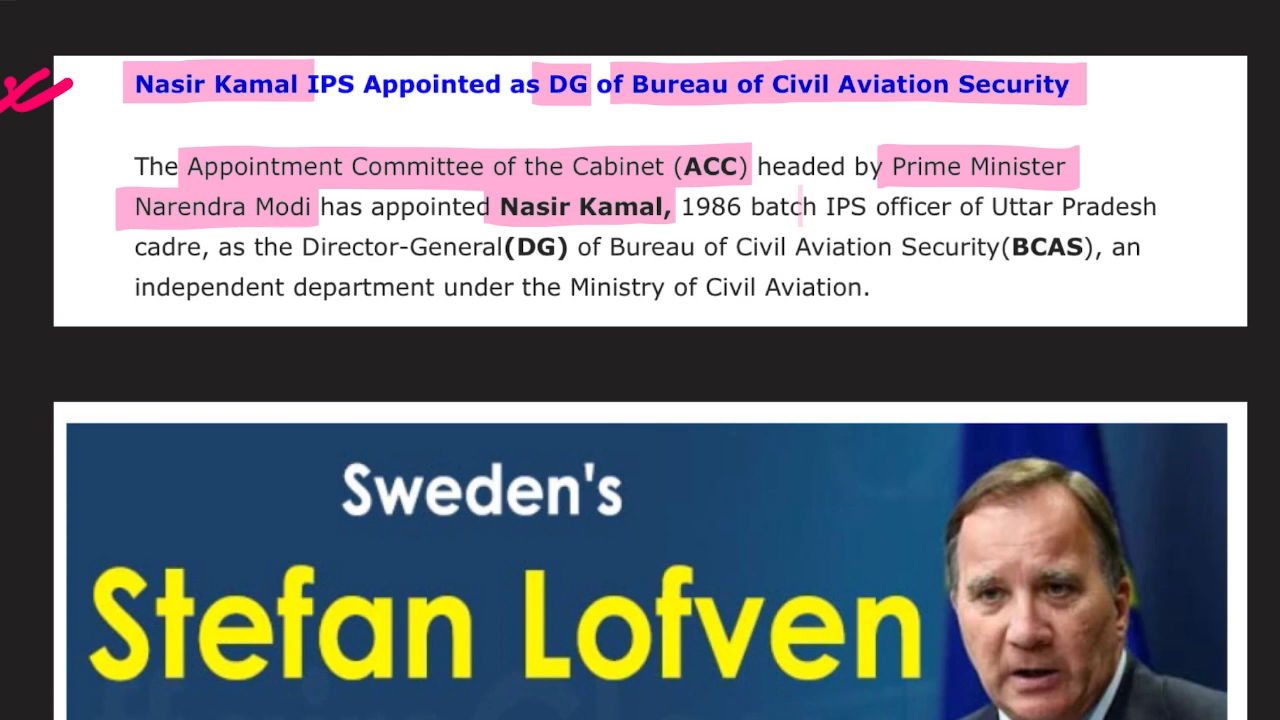 Nasir Kamal IPS Appointed as DG of Bureau of Civil Aviation Security
The Appointment Committee of the Cabinet (ACC) headed by Prime Minister
Narendra Modi has appointed Nasir Kamal, 1986 batch IPS officer of Uttar Pradesh
cadre, as the Director-General(DG) of Bureau of Civil Aviation Security(BCAS), an
independent department under the Ministry of Civil Aviation.
Sweden's
Stefan Lofven